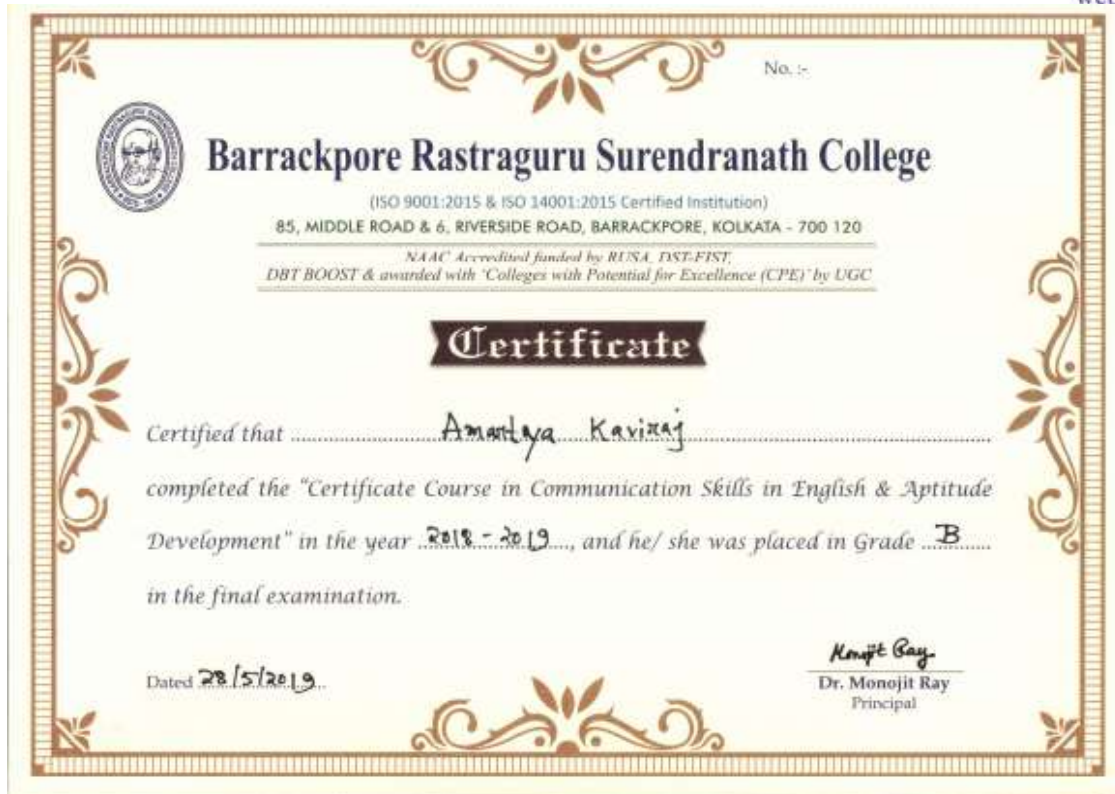 No. :-
Barrackpore Rastraguru Surendranath College
(ISO 9001:2015 & ISO 14001:2015 Certified Institution)
85, MIDDLE ROAD & 6, RIVERSIDE ROAD, BARRACKPORE, KOLKATA - 700 120
NAAC Accredited funded by RUSA, DST-FIST,
DBT BOOST & awarded with 'Colleges with Potential for Excellence (CPE)' by UGC
Certificate
Certified that Amartya Kaviraj
completed the "Certificate Course in Communication Skills in English & Aptitude
Development" in the year 2018 - 2019, and he/ she was placed in Grade B
in the final examination.
Dated 28/5/2019
Monojit Ray
Dr. Monojit Ray
Principal